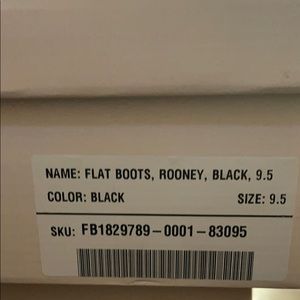 NAME: FLAT BOOTS, ROONEY, BLACK, 9.5
COLOR: BLACK SIZE: 9.5
SKU: FB1829789-0001-83095